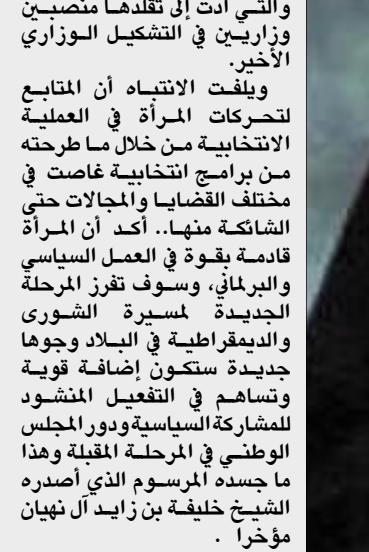 والتي أدت إلى تقلدها منصبين
وزاريين في التشكيل الوزاري
الأخير.
ويلفت الانتباه أن المتابع
لتحركات المرأة في العملية
الانتخابية من خلال ما طرحته
من برامج انتخابية غاصت في
مختلف القضايا والمجالات حتى
الشائكة منها.. أكد أن المرأة
قادمة بقوة في العمل السياسي
والبرلماني، وسوف تفرز المرحلة
الجديدة لمسيرة الشورى
والديمقراطية في البلاد وجوها
جديدة ستكون إضافة قوية
وتساهم في التفعيل المنشود
للمشاركة السياسية ودور المجلس
الوطني في المرحلة المقبلة وهذا
ما جسده المرسوم الذي أصدره
الشيخ خليفة بن زايد آل نهيان
مؤخرا .